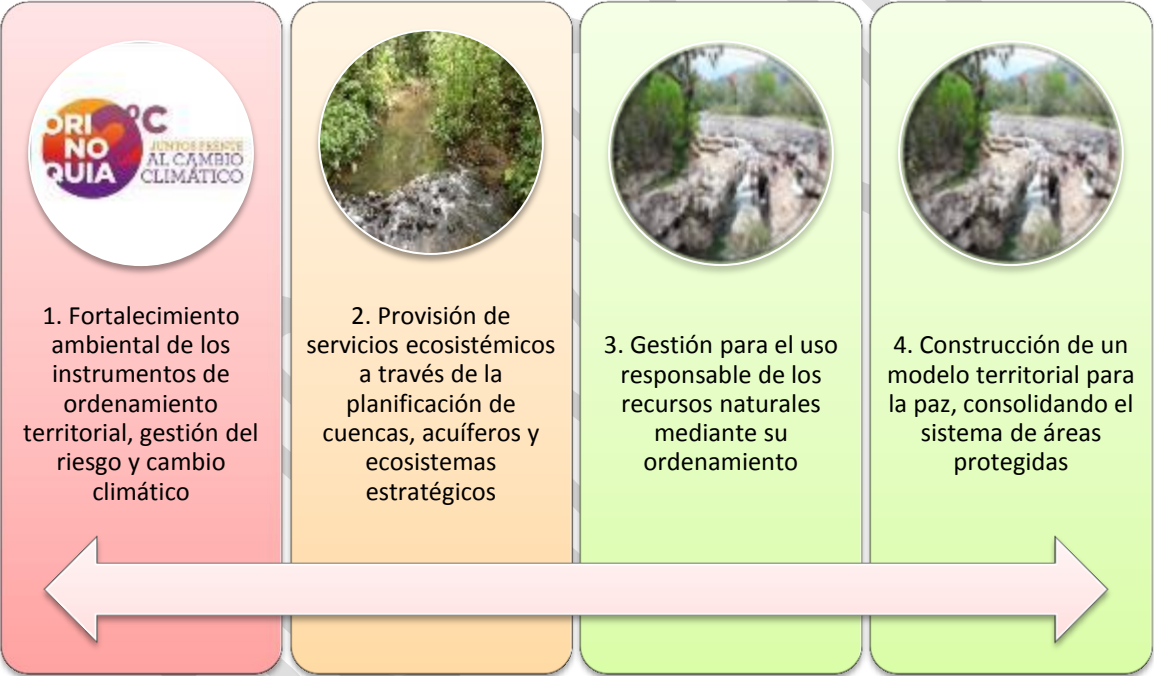 ORI
NO
QUIA
°C
JUNTOS FRENTE
AL CAMBIO
CLIMÁTICO
1. Fortalecimiento
ambiental de los
instrumentos de
ordenamiento
territorial, gestión del
riesgo y cambio
climático
2. Provisión de
servicios ecosistémicos
a través de la
planificación de
cuencas, acuíferos y
ecosistemas
estratégicos
3. Gestión para el uso
responsable de los
recursos naturales
mediante su
ordenamiento
4. Construcción de un
modelo territorial para
la paz, consolidando el
sistema de áreas
protegidas